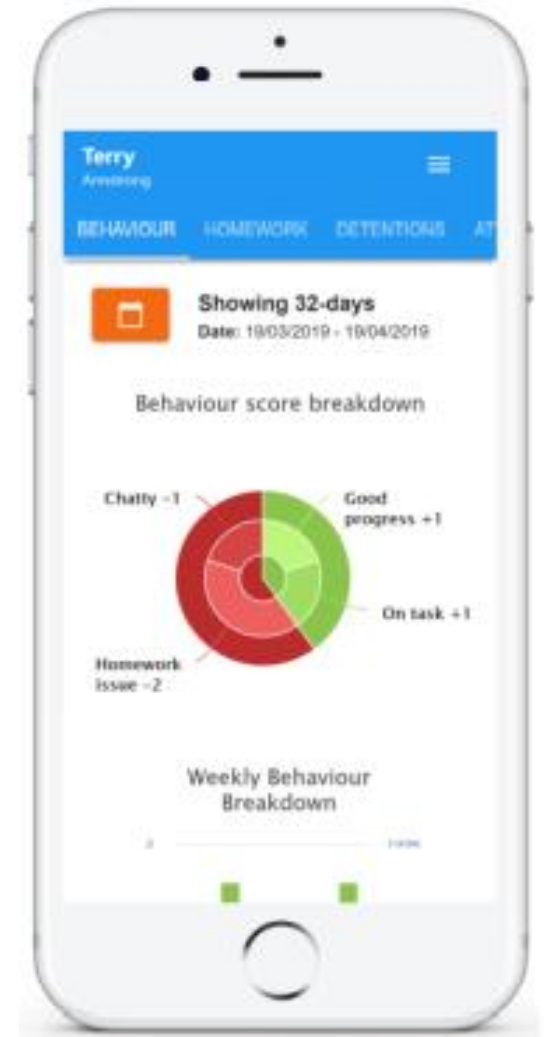 Terry
Armstrong
BEHAVIOUR HOMEWORK DETENTIONS AT
Showing 32-days
Date: 19/03/2019 - 19/04/2019
Behaviour score breakdown
Chatty -1
Good
progress +1
On task +1
Homework
issue -2
Weekly Behaviour
Breakdown